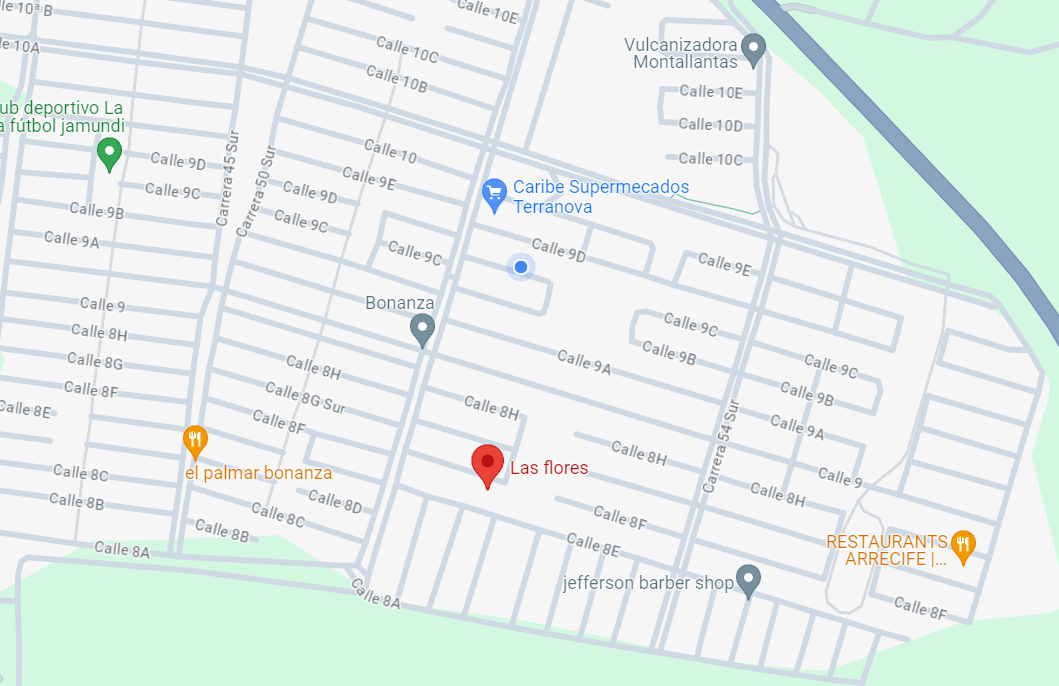 Calle 10ª B
Calle 10E
le 10A
Calle 10C
Vulcanizadora
Montallantas
Calle 10B
Calle 10E
ub deportivo La
a fútbol jamundi
Calle 10D
Calle 10
Calle 10C
Calle 9D
Carrera 45 Sur
Carrera 50 Sur
Calle 9E
Calle 9C
Calle 9D
Caribe Supermecados
Terranova
Calle 9B
Calle 9C
Calle 9A
Calle 9C
Calle 9D
Calle 9E
Calle 9
Bonanza
Calle 9C
Calle 8H
Calle 9B
Calle 9A
Calle 8G
Calle 8H
Calle 9C
Calle 8F
Calle 8G Sur
Calle 9B
Calle 8E
Calle 8F
Calle 8H
Carrera 54 Sur
Calle 9A
Calle 8H
el palmar bonanza
Las flores
Calle 9
Calle 8C
Calle 8H
Calle 8B
Calle 8D
Calle 8C
Calle 8F
Calle 8B
Calle 8E
RESTAURANTS
ARRECIFE |...
Calle 8A
jefferson barber shop
Calle 8A
Calle 8F